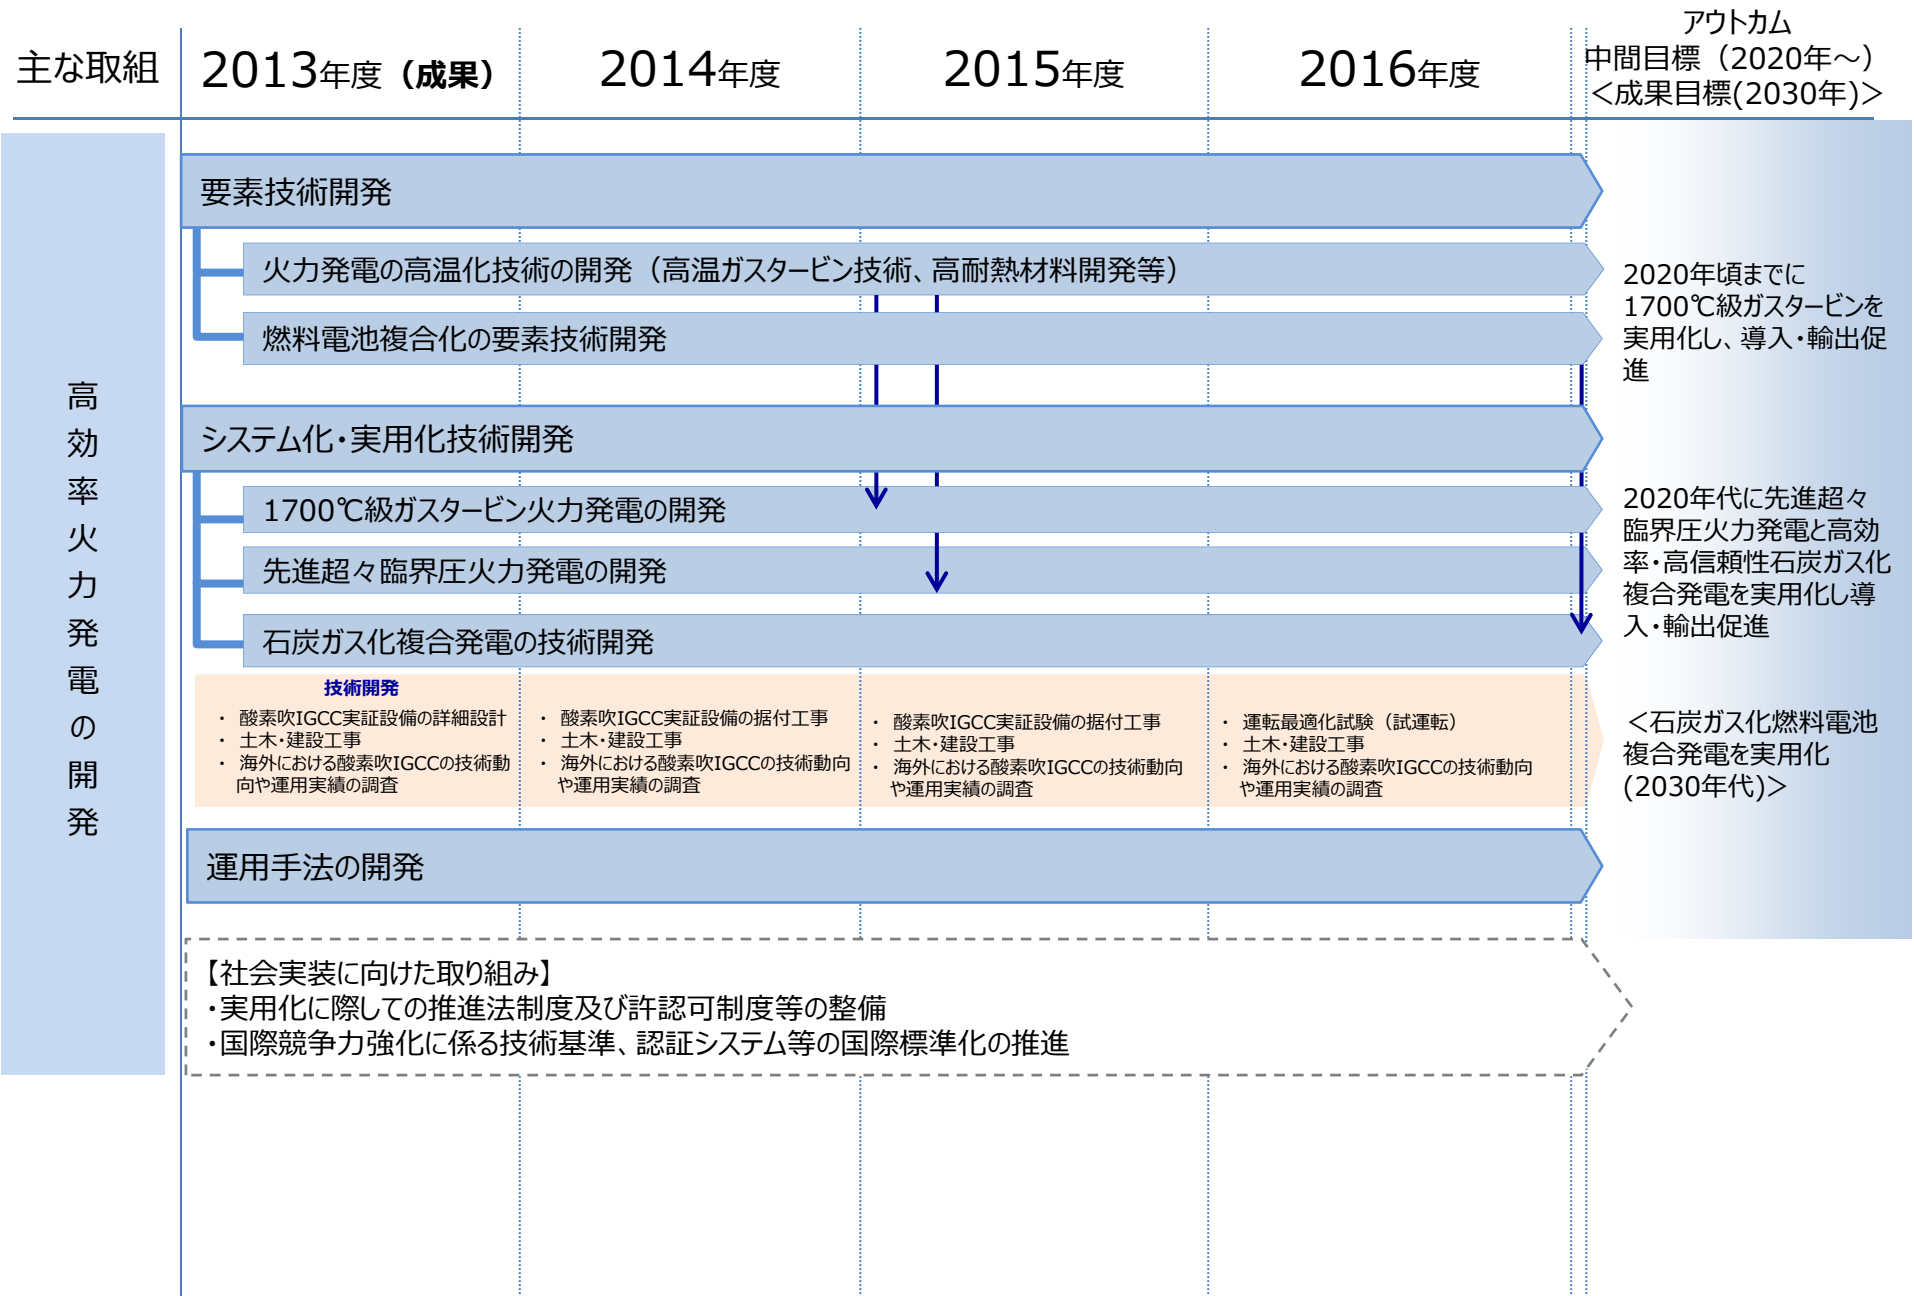 主な取組
2013年度（成果）
2014年度
2015年度
2016年度
アウトカム
中間目標（2020年～）
＜成果目標(2030年)＞
高効率火力発電の開発
要素技術開発
火力発電の高温化技術の開発（高温ガスタービン技術、高耐熱材料開発等）
燃料電池複合化の要素技術開発
2020年頃までに
1700℃級ガスタービンを
実用化し、導入・輸出促
進
システム化・実用化技術開発
1700℃級ガスタービン火力発電の開発
先進超々臨界圧火力発電の開発
石炭ガス化複合発電の技術開発
2020年代に先進超々
臨界圧火力発電と高効
率・高信頼性石炭ガス化
複合発電を実用化し導
入・輸出促進
技術開発
・ 酸素吹IGCC実証設備の詳細設計
・ 土木・建設工事
・ 海外における酸素吹IGCCの技術動
向や運用実績の調査
・ 酸素吹IGCC実証設備の据付工事
・ 土木・建設工事
・ 海外における酸素吹IGCCの技術動向
や運用実績の調査
・ 酸素吹IGCC実証設備の据付工事
・ 土木・建設工事
・ 海外における酸素吹IGCCの技術動向
や運用実績の調査
・ 運転最適化試験（試運転）
・ 土木・建設工事
・ 海外における酸素吹IGCCの技術動向
や運用実績の調査
＜石炭ガス化燃料電池
複合発電を実用化
(2030年代)＞
運用手法の開発
【社会実装に向けた取り組み】
・実用化に際しての推進法制度及び許認可制度等の整備
・国際競争力強化に係る技術基準、認証システム等の国際標準化の推進